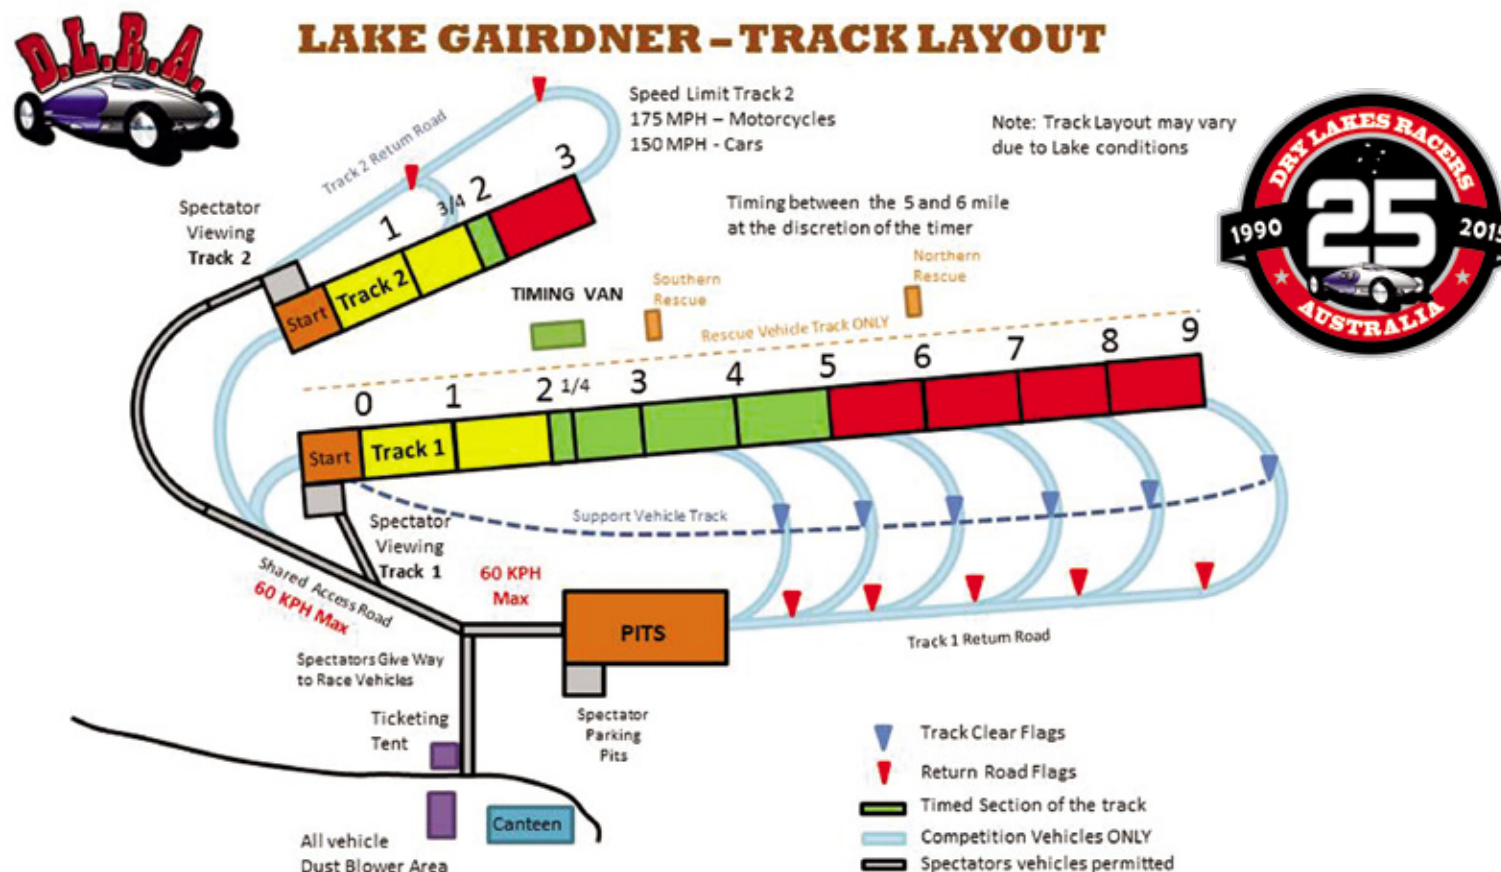 D.L.R.A.
LAKE GAIRDNER – TRACK LAYOUT
Speed Limit Track 2
175 MPH – Motorcycles
150 MPH - Cars
Note: Track Layout may vary
due to Lake conditions
DRY LAKES RACERS
1990
25
2015
AUSTRALIA
Track 2 Return Road
Spectator
Viewing
Track 2
1
3/4
2
3
Start
Track 2
Timing between the 5 and 6 mile
at the discretion of the timer
TIMING VAN
Southern
Rescue
Northern
Rescue
Rescue Vehicle Track ONLY
0
1
2
1/4
3
4
5
6
7
8
9
Start
Track 1
Spectator
Viewing
Track 1
Support Vehicle Track
Shared Access Road
60 KPH Max
60 KPH
Max
PITS
Track 1 Return Road
Spectators Give Way
to Race Vehicles
Ticketing
Tent
Spectator
Parking
Pits
Canteen
All vehicle
Dust Blower Area
Track Clear Flags
Return Road Flags
Timed Section of the track
Competition Vehicles ONLY
Spectators vehicles permitted